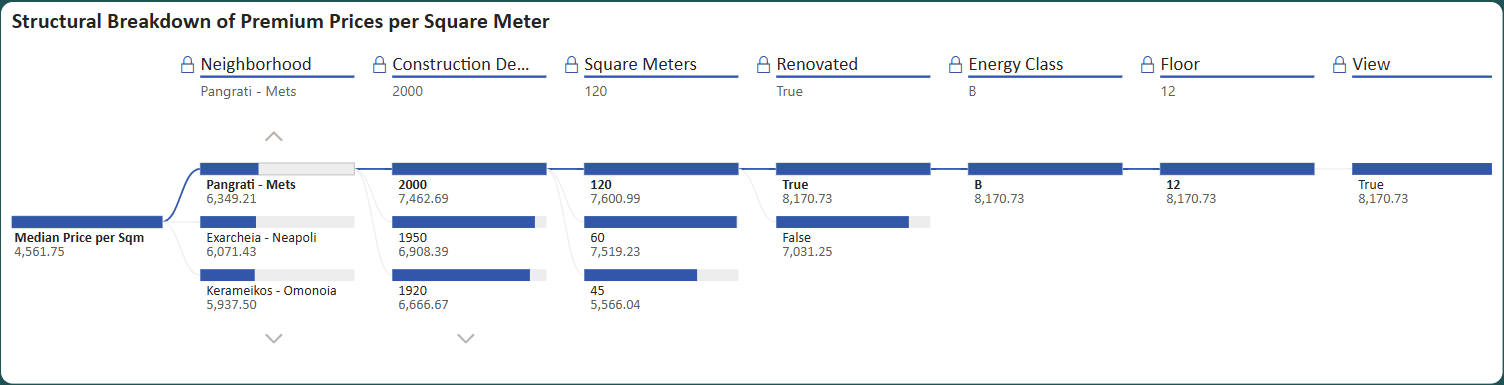 Structural Breakdown of Premium Prices per Square Meter
Neighborhood
Pangrati - Mets
Construction De...
2000
Square Meters
120
Renovated
True
Energy Class
B
Floor
12
View
Median Price per Sqm
4,561.75
Pangrati - Mets
6,349.21
Exarcheia - Neapoli
6,071.43
Kerameikos - Omonoia
5,937.50
2000
7,462.69
1950
6,908.39
1920
6,666.67
120
7,600.99
60
7,519.23
45
5,566.04
True
8,170.73
False
7,031.25
B
8,170.73
12
8,170.73
True
8,170.73